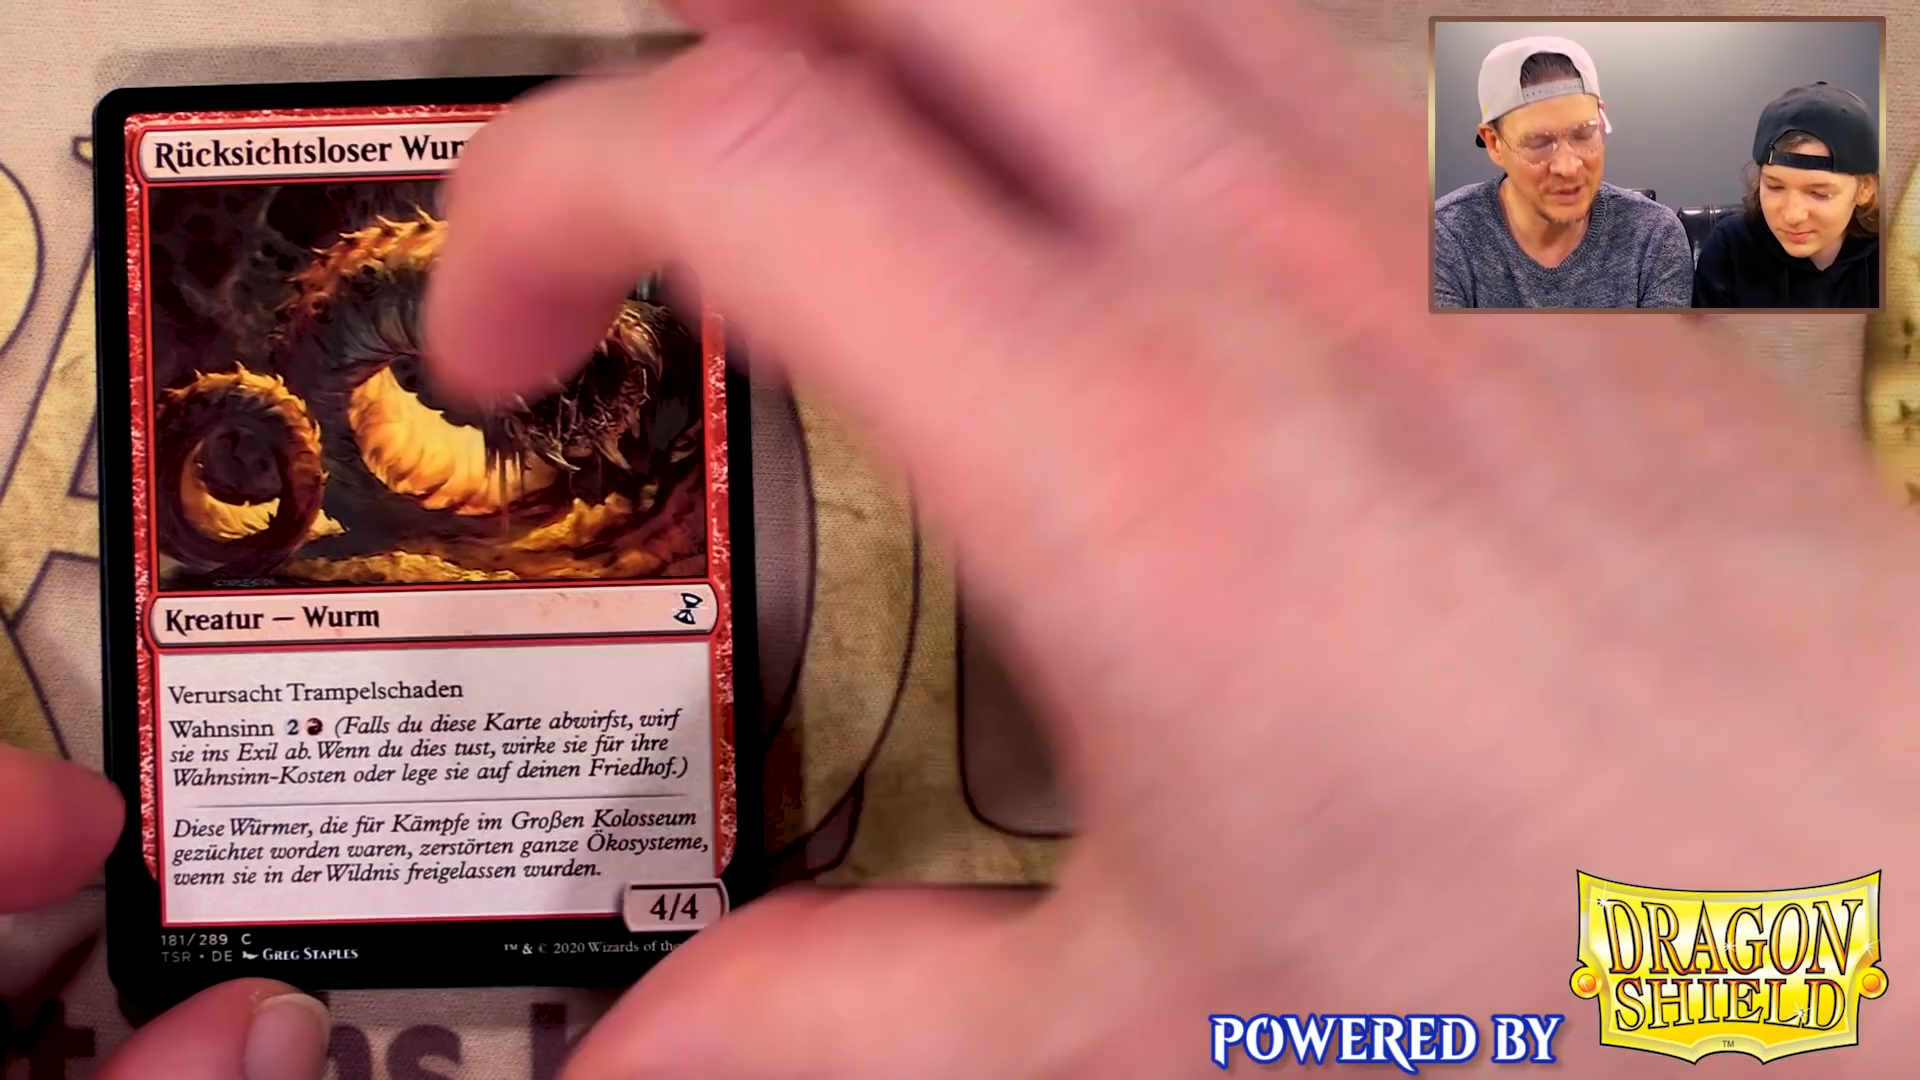 Rücksichtsloser Wur
Kreatur — Wurm
Verursacht Trampelschaden
Wahnsinn 2 (Falls du diese Karte abwirfst, wirf
sie ins Exil ab. Wenn du dies tust, wirke sie für ihre
Wahnsinn-Kosten oder lege sie auf deinen Friedhof.)
Diese Würmer, die für Kämpfe im Großen Kolosseum
gezüchtet worden waren, zerstörten ganze Ökosysteme,
wenn sie in der Wildnis freigelassen wurden.
4/4
181/289 C
TSR • DE GREG STAPLES
™ & © 2020 Wizards of the
POWERED BY
DRAGON
SHIELD
TM